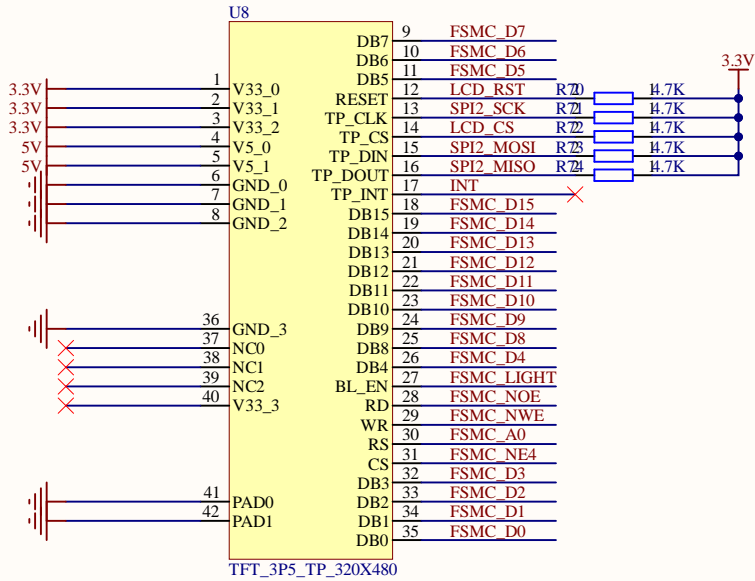 U8
9 FSMC_D7
DB7
10 FSMC_D6
DB6
11 FSMC_D5
DB5
3.3V 1 V33_0
12 LCD_RST R70 4.7K 3.3V
RESET
3.3V 2 V33_1
13 SPI2_SCK R71 4.7K
TP_CLK
3.3V 3 V33_2
14 LCD_CS R72 4.7K
TP_CS
5V 4 V5_0
15 SPI2_MOSI R73 4.7K
TP_DIN
5V 5 V5_1
16 SPI2_MISO R74 4.7K
TP_DOUT
6 GND_0
17 INT
TP_INT
7 GND_1
18 FSMC_D15
DB15
8 GND_2
19 FSMC_D14
DB14
20 FSMC_D13
DB13
21 FSMC_D12
DB12
22 FSMC_D11
DB11
23 FSMC_D10
DB10
36 GND_3
24 FSMC_D9
DB9
37 NC0
25 FSMC_D8
DB8
38 NC1
26 FSMC_D4
DB4
39 NC2
27 FSMC_LIGHT
BL_EN
40 V33_3
28 FSMC_NOE
RD
29 FSMC_NWE
WR
30 FSMC_A0
RS
31 FSMC_NE4
CS
32 FSMC_D3
DB3
41 PAD0
33 FSMC_D2
DB2
42 PAD1
34 FSMC_D1
DB1
35 FSMC_D0
DB0
TFT_3P5_TP_320X480